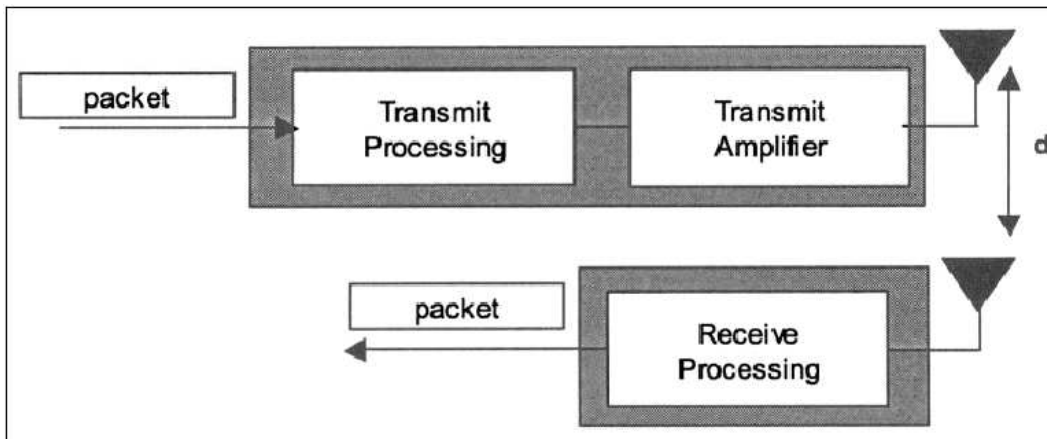 packet
Transmit
Processing
Transmit
Amplifier
d
packet
Receive
Processing